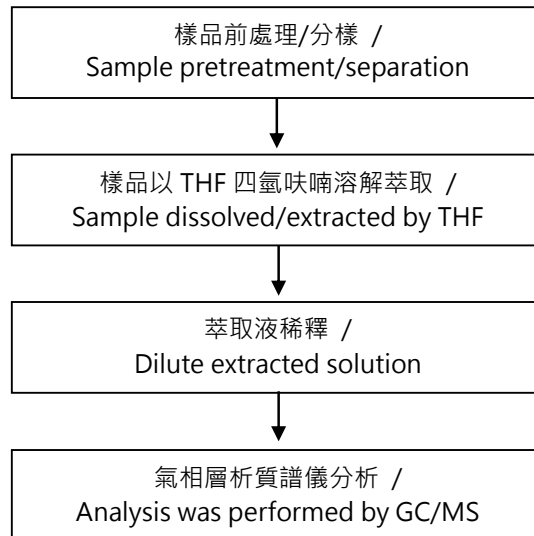 樣品前處理/分樣 /
Sample pretreatment/separation
樣品以 THF 四氫呋喃溶解萃取 /
Sample dissolved/extracted by THF
萃取液稀釋 /
Dilute extracted solution
氣相層析質譜儀分析 /
Analysis was performed by GC/MS